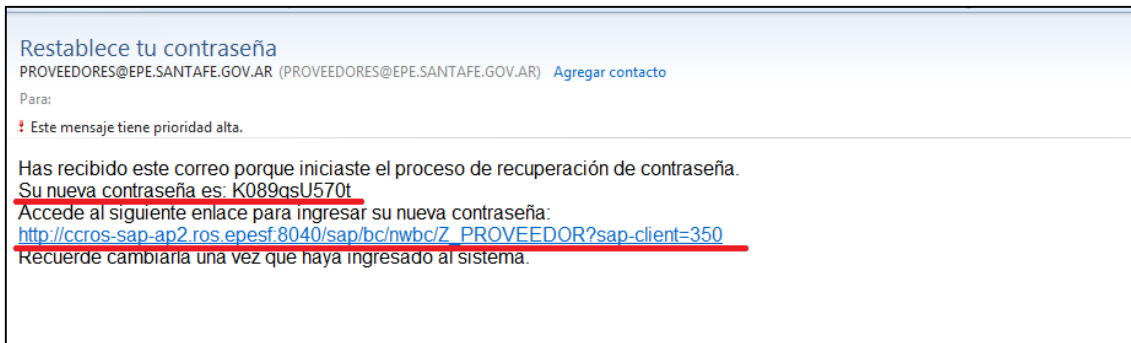 Restablece tu contraseña
PROVEEDORES@EPE.SANTAFE.GOV.AR (PROVEEDORES@EPE.SANTAFE.GOV.AR) Agregar contacto
Para:
! Este mensaje tiene prioridad alta.
Has recibido este correo porque iniciaste el proceso de recuperación de contraseña.
Su nueva contraseña es: K089qsU570t
Accede al siguiente enlace para ingresar su nueva contraseña:
http://ccros-sap-ap2.ros.epesf:8040/sap/bc/nwbc/Z_PROVEEDOR?sap-client=350
Recuerde cambiarla una vez que haya ingresado al sistema.